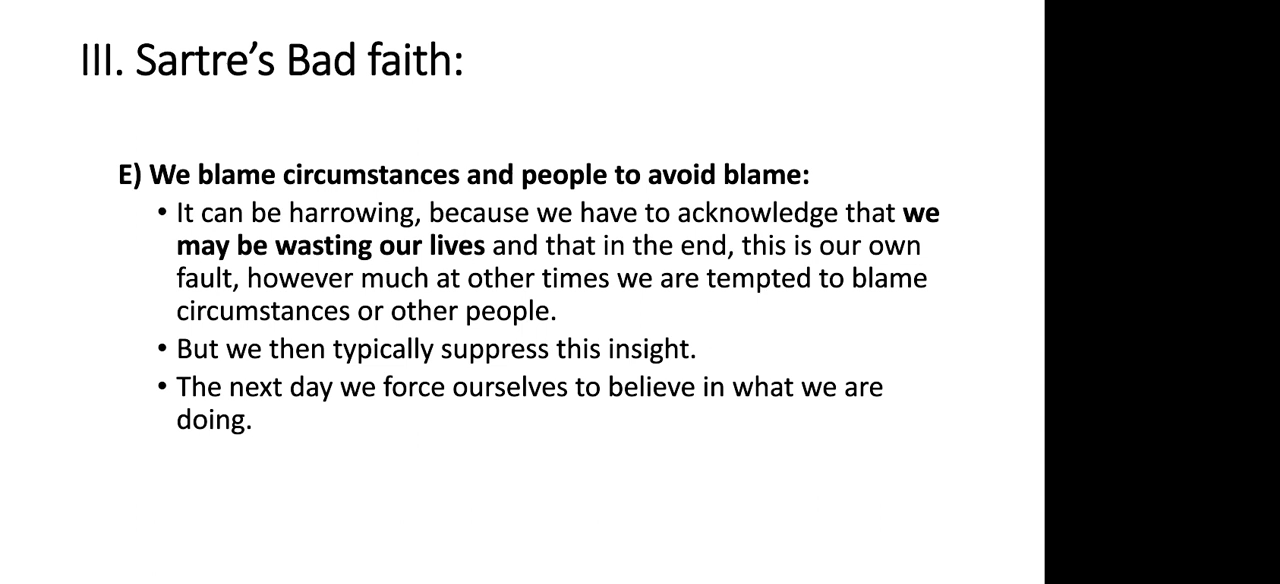 III. Sartre’s Bad faith:
E) We blame circumstances and people to avoid blame:
• It can be harrowing, because we have to acknowledge that we
may be wasting our lives and that in the end, this is our own
fault, however much at other times we are tempted to blame
circumstances or other people.
• But we then typically suppress this insight.
• The next day we force ourselves to believe in what we are
doing.